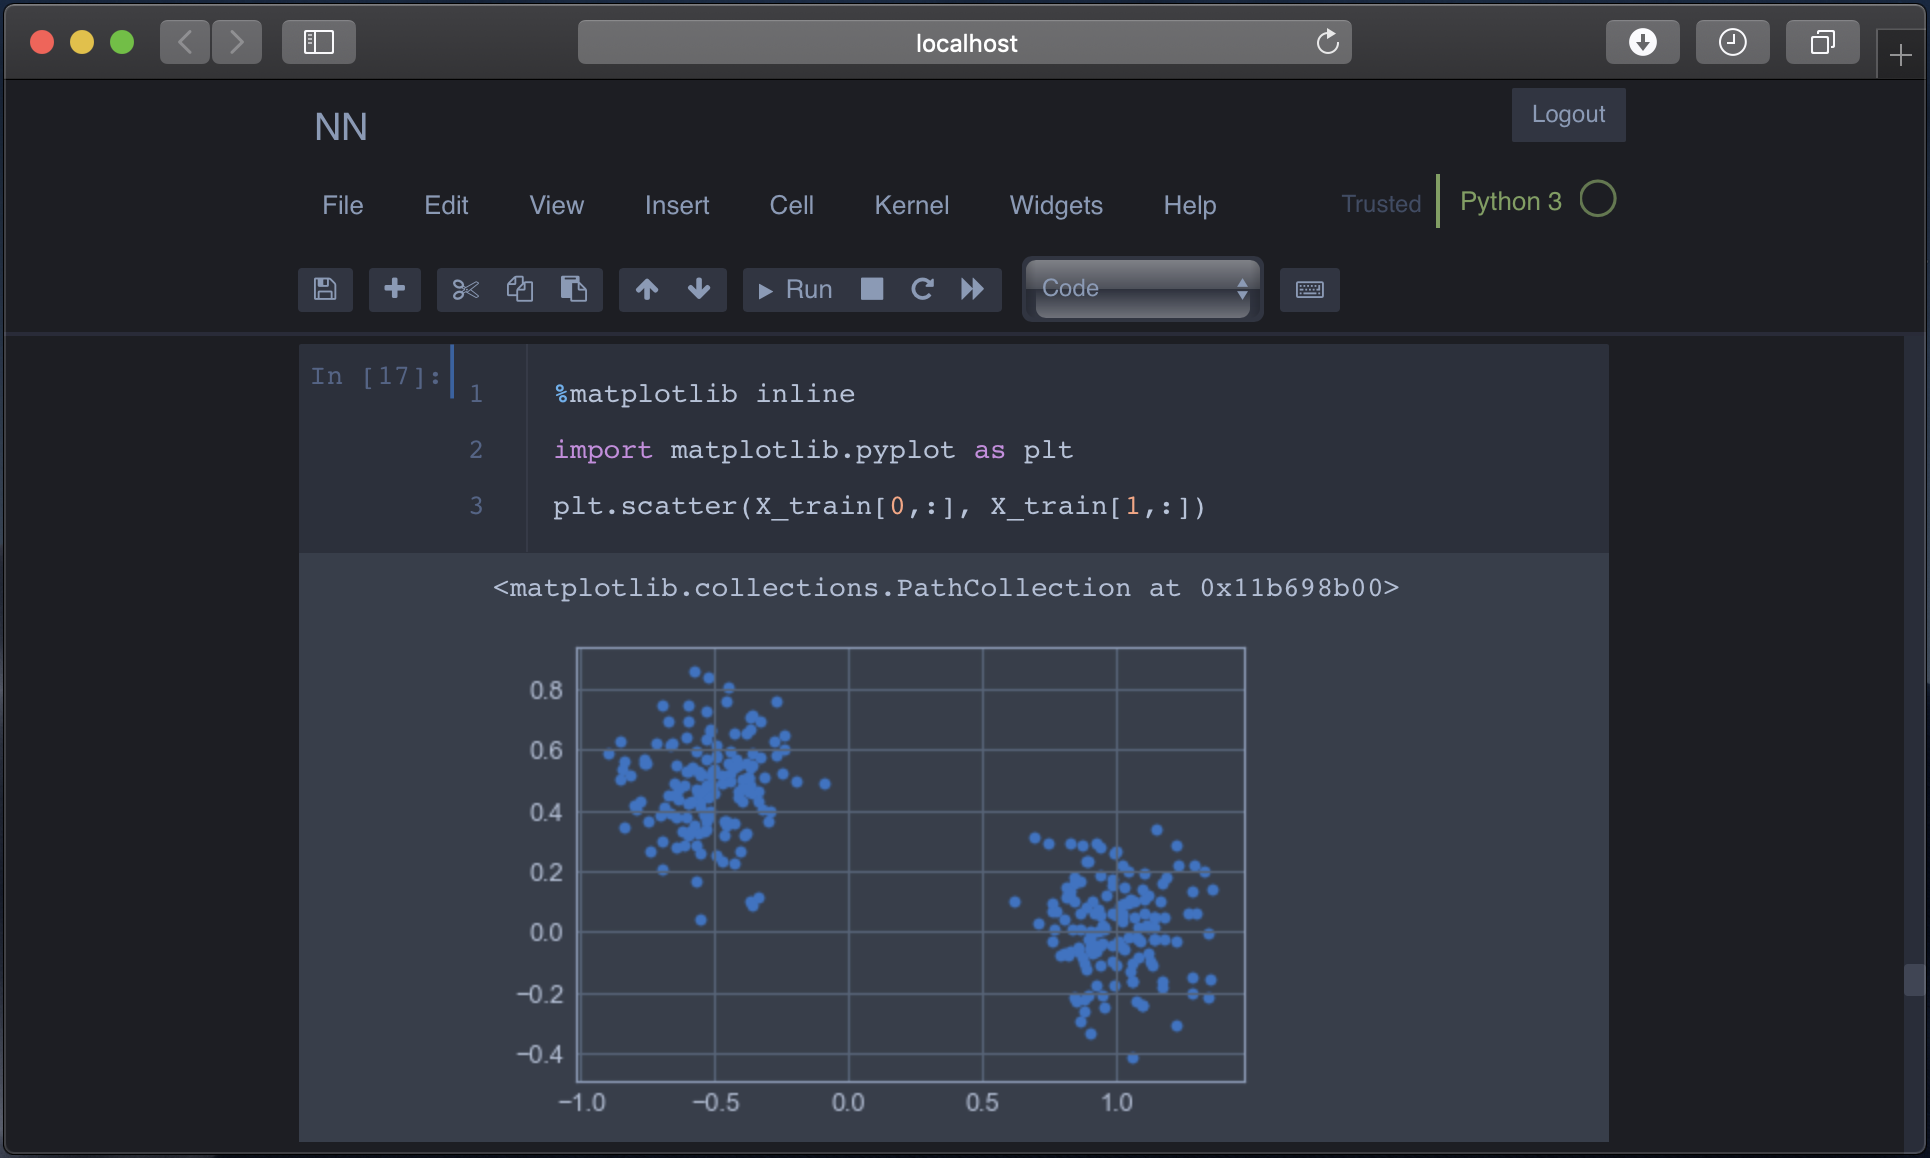 localhost
NN
Logout
File Edit View Insert Cell Kernel Widgets Help Trusted Python 3
Run Code
In [17]:
1 %matplotlib inline
2 import matplotlib.pyplot as plt
3 plt.scatter(X_train[0,:], X_train[1,:])
<matplotlib.collections.PathCollection at 0x11b698b00>
0.8
0.6
0.4
0.2
0.0
−0.2
−0.4
−1.0 −0.5 0.0 0.5 1.0